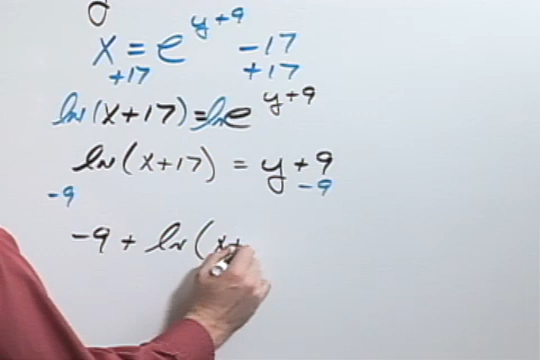 x = e^{y+9} -17
+17 +17
ln(x+17) = ln e^{y+9}
ln(x+17) = y+9
-9 -9
-9 + ln(x+